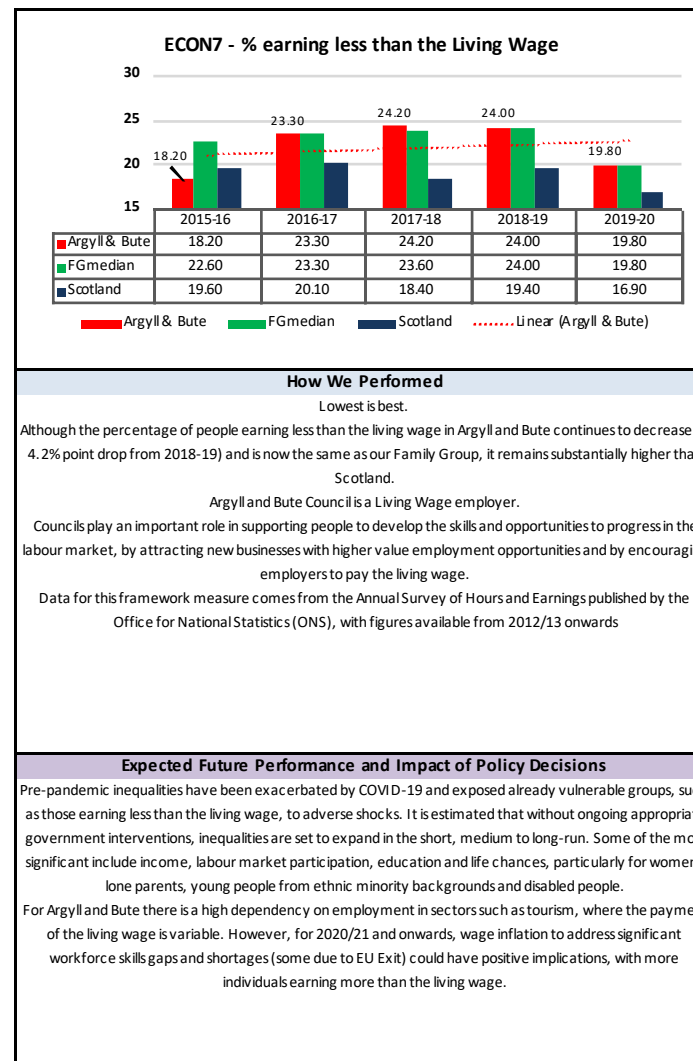 ECON7 - % earning less than the Living Wage
30
25
20
15
18.20
23.30
24.20
24.00
19.80
2015-16 2016-17 2017-18 2018-19 2019-20
Argyll & Bute 18.20 23.30 24.20 24.00 19.80
FGmedian 22.60 23.30 23.60 24.00 19.80
Scotland 19.60 20.10 18.40 19.40 16.90
Argyll & Bute FGmedian Scotland Linear (Argyll & Bute)
How We Performed
Lowest is best.
Although the percentage of people earning less than the living wage in Argyll and Bute continues to decrease
4.2% point drop from 2018-19) and is now the same as our Family Group, it remains substantially higher tha
Scotland.
Argyll and Bute Council is a Living Wage employer.
Councils play an important role in supporting people to develop the skills and opportunities to progress in the
labour market, by attracting new businesses with higher value employment opportunities and by encouragi
employers to pay the living wage.
Data for this framework measure comes from the Annual Survey of Hours and Earnings published by the
Office for National Statistics (ONS), with figures available from 2012/13 onwards
Expected Future Performance and Impact of Policy Decisions
Pre-pandemic inequalities have been exacerbated by COVID-19 and exposed already vulnerable groups, su
as those earning less than the living wage, to adverse shocks. It is estimated that without ongoing appropria
government interventions, inequalities are set to expand in the short, medium to long-run. Some of the mo
significant include income, labour market participation, education and life chances, particularly for women
lone parents, young people from ethnic minority backgrounds and disabled people.
For Argyll and Bute there is a high dependency on employment in sectors such as tourism, where the payme
of the living wage is variable. However, for 2020/21 and onwards, wage inflation to address significant
workforce skills gaps and shortages (some due to EU Exit) could have positive implications, with more
individuals earning more than the living wage.